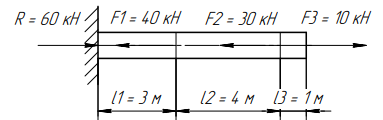 R = 60 кН F1 = 40 кН F2 = 30 кН F3 = 10 кН
l1 = 3 м l2 = 4 м l3 = 1 м